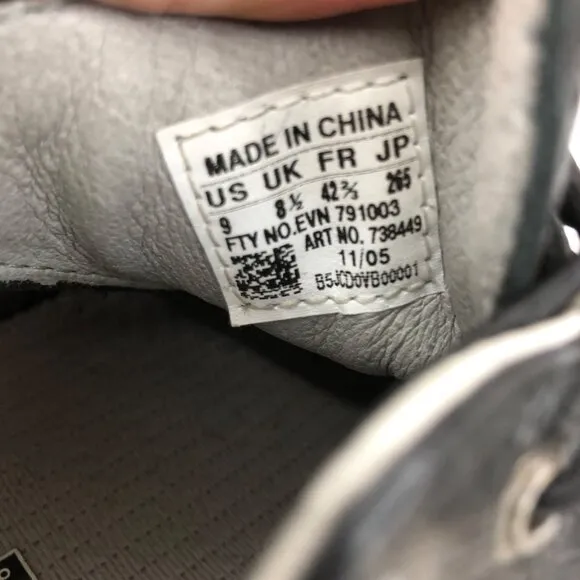 MADE IN CHINA
US UK FR JP
9 8½ 42⅔ 265
FTY NO.EVN 791003
ART NO. 738449
11/05
B5JCD0VB00001